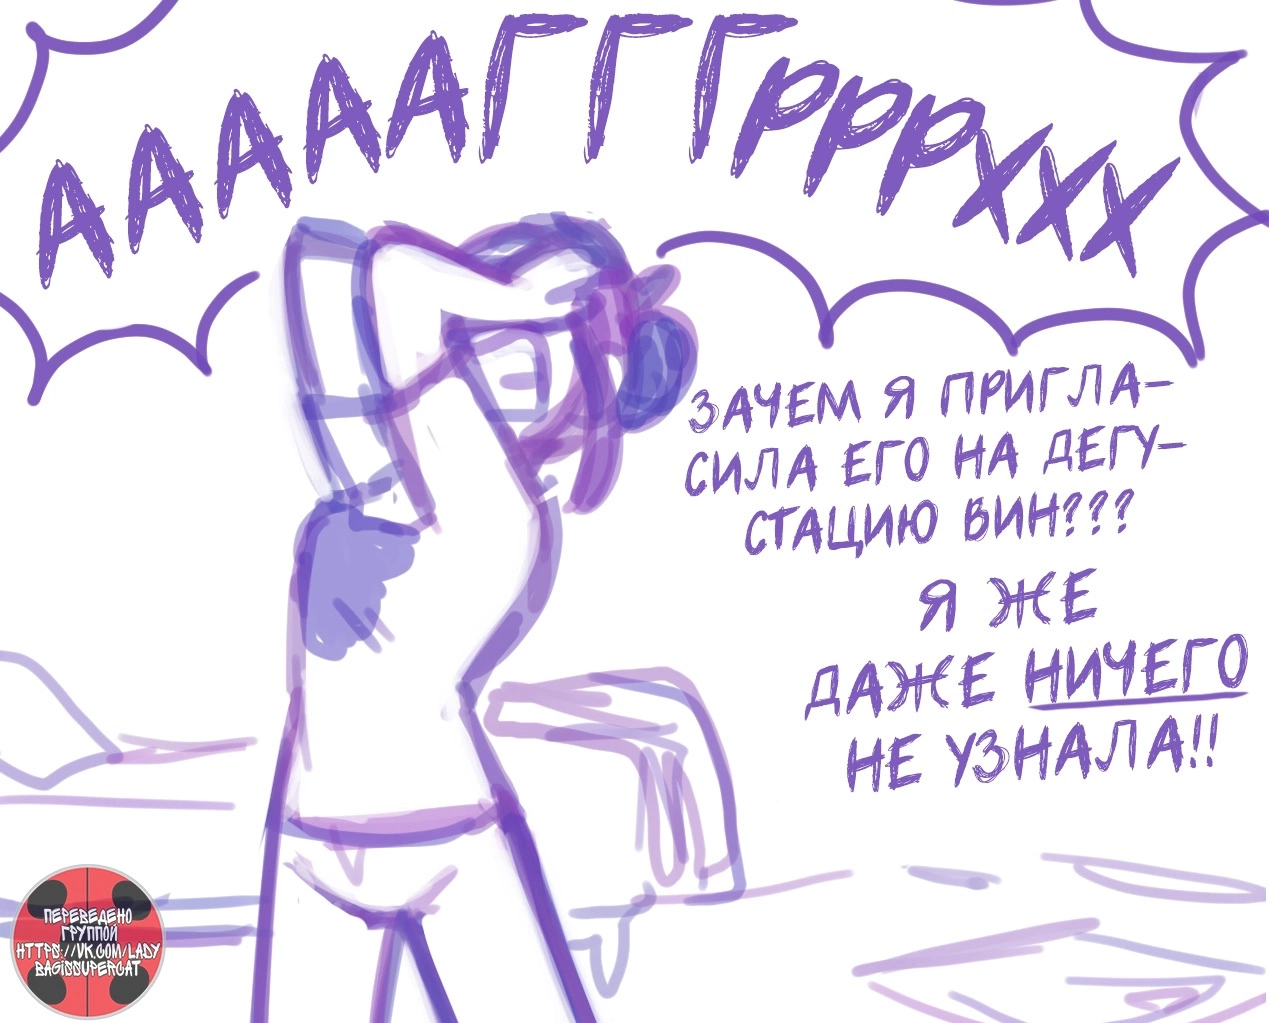 АААААГГГрррХХХ
ЗАЧЕМ Я ПРИГЛА-
СИЛА ЕГО НА ДЕГУ-
СТАЦИЮ ВИН???
Я ЖЕ
ДАЖЕ НИЧЕГО
НЕ УЗНАЛА!!
ПЕРЕВЕДЕНО
ГРУППОЙ
HTTPS://VK.COM/LADY
BAGISSUPERCAT